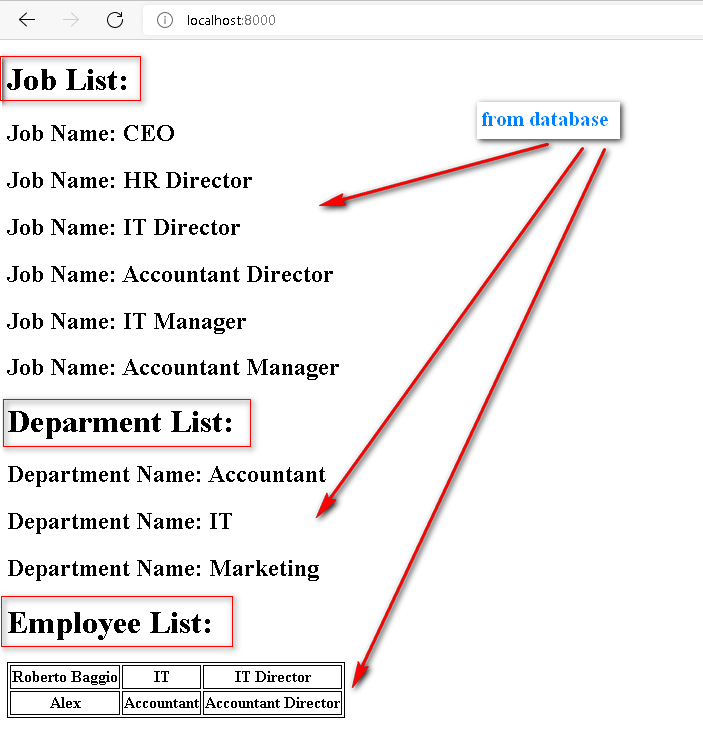 localhost:8000
Job List:
from database
Job Name: CEO
Job Name: HR Director
Job Name: IT Director
Job Name: Accountant Director
Job Name: IT Manager
Job Name: Accountant Manager
Deparment List:
Department Name: Accountant
Department Name: IT
Department Name: Marketing
Employee List:
Roberto Baggio IT IT Director
Alex Accountant Accountant Director